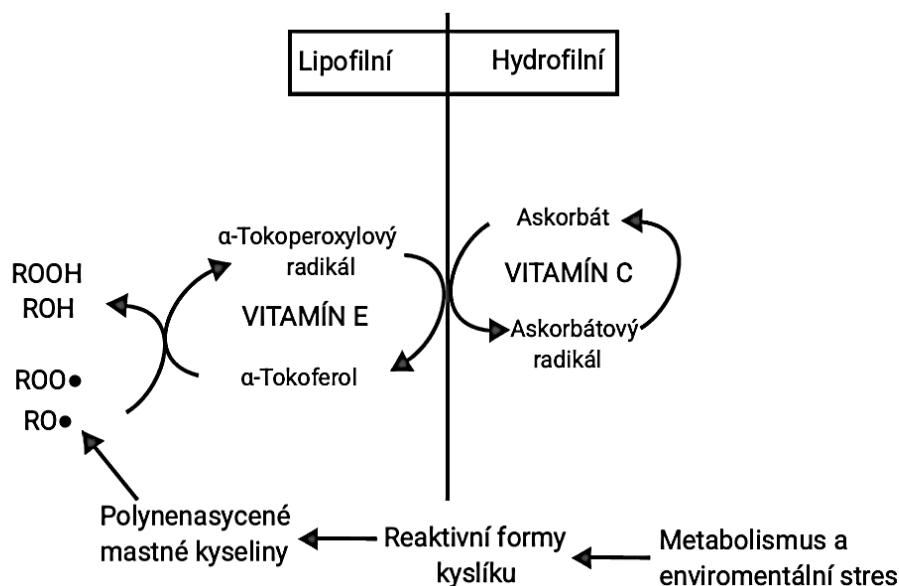 Lipofilní
Hydrofilní
α-Tokoperoxylový
radikál
Askorbát
ROOH
ROH
VITAMÍN E
VITAMÍN C
Askorbátový
radikál
ROO●
α-Tokoferol
RO●
Polynenasycené
mastné kyseliny
Reaktivní formy
kyslíku
Metabolismus a
enviromentální stres